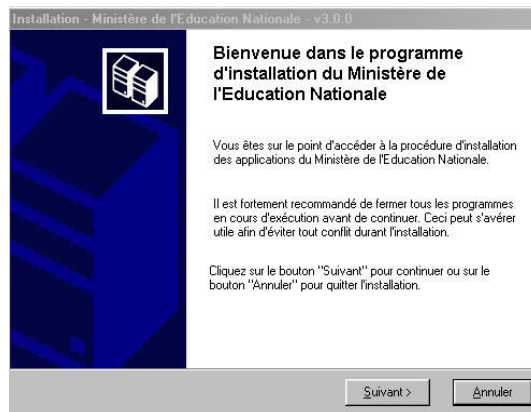 Installation - Ministère de l'Education Nationale - v3.0.0
Bienvenue dans le programme
d'installation du Ministère de
l'Education Nationale
Vous êtes sur le point d'accéder à la procédure d'installation
des applications du Ministère de l'Education Nationale.
Il est fortement recommandé de fermer tous les programmes
en cours d'exécution avant de continuer. Ceci peut s'avérer
utile afin d'éviter tout conflit durant l'installation.
Cliquez sur le bouton "Suivant" pour continuer ou sur le
bouton "Annuler" pour quitter l'installation.
Suivant >
Annuler